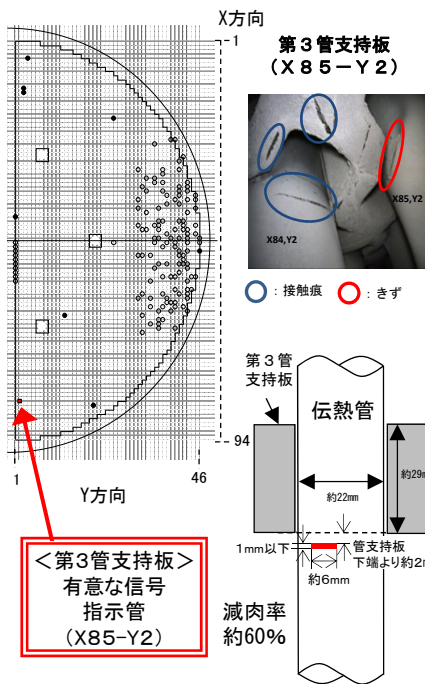 X方向
1
94
1
46
Y方向
＜第3管支持板＞
有意な信号
指示管
(X85-Y2)
第３管支持板
（Ｘ８５－Ｙ２）
X85,Y2
X84,Y2
：接触痕
：きず
第３管
支持板
伝熱管
約22mm
約29m
1mm以下
管支持板
下端より約2m
約6mm
減肉率
約60%